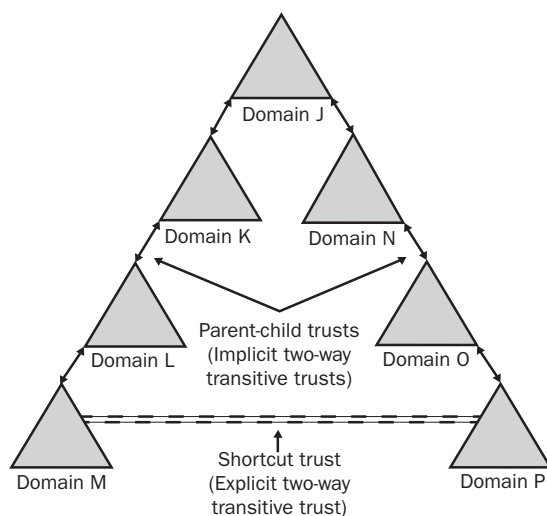 Domain J
Domain K
Domain N
Parent-child trusts
(Implicit two-way
transitive trusts)
Domain L
Domain O
Shortcut trust
(Explicit two-way
transitive trust)
Domain M
Domain P